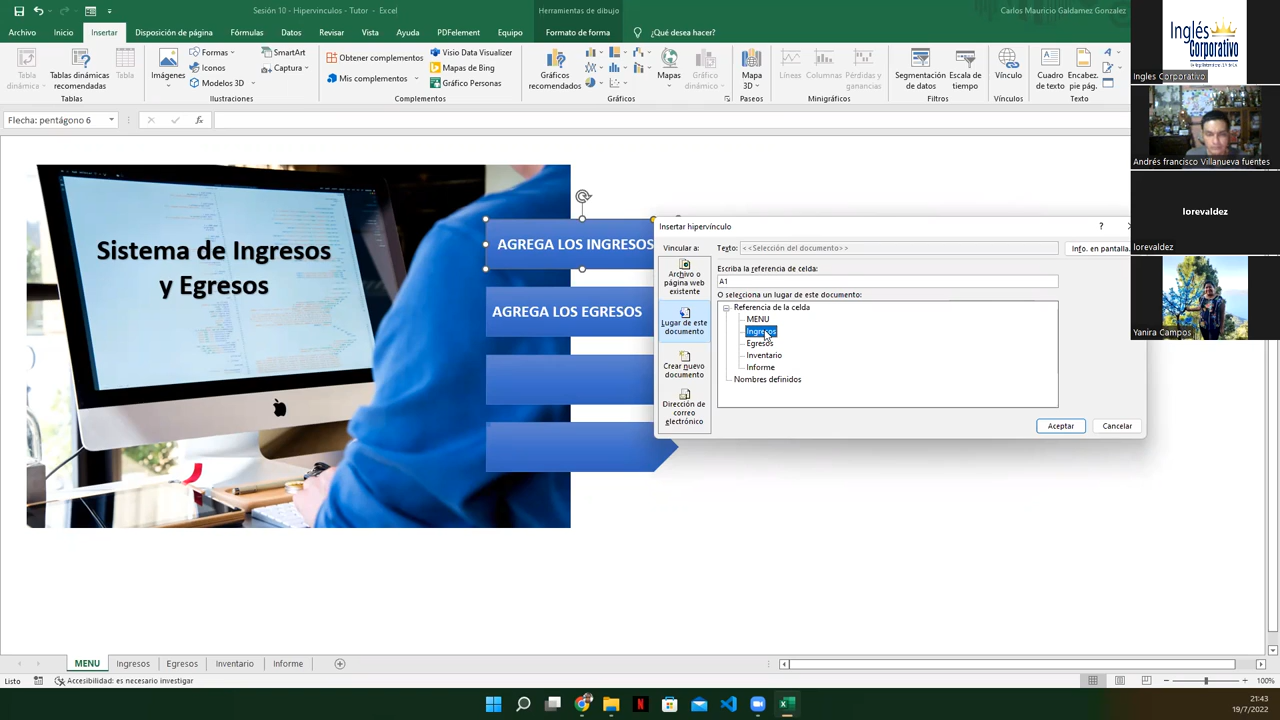 Sesión 10 - Hipervinculos - Tutor - Excel
Herramientas de dibujo
Carlos Mauricio Galdamez Gonzalez
Archivo
Inicio
Insertar
Disposición de página
Fórmulas
Datos
Revisar
Vista
Ayuda
PDFelement
Equipo
Formato de forma
¿Qué desea hacer?
Tabla dinámica
Tablas dinámicas recomendadas
Tabla
Tablas
Imágenes
Formas
Iconos
Modelos 3D
SmartArt
Captura
Ilustraciones
Obtener complementos
Mis complementos
Visio Data Visualizer
Mapas de Bing
Gráfico Personas
Complementos
Gráficos recomendados
Mapas
Gráfico dinámico
Gráficos
Mapa 3D
Paseos
Líneas
Columnas
Pérdidas y ganancias
Minigráficos
Segmentación de datos
Escala de tiempo
Filtros
Vínculo
Vínculos
Cuadro de texto
Encabez. pie pág.
Texto
Flecha: pentágono 6
fx
Sistema de Ingresos
y Egresos
AGREGA LOS INGRESOS
AGREGA LOS EGRESOS
Insertar hipervínculo
?
Vincular a:
Texto:
<<Selección del documento>>
Info. en pantalla.
Archivo o
página web
existente
Lugar de este
documento
Crear nuevo
documento
Dirección de
correo
electrónico
Escriba la referencia de celda:
A1
O seleccione un lugar de este documento:
Referencia de la celda
MENU
Ingresos
Egresos
Inventario
Informe
Nombres definidos
Aceptar
Cancelar
Inglés
Corporativo
Ingles Corporativo
Andrés francisco Villanueva fuentes
lorevaldez
lorevaldez
Yanira Campos
MENU
Ingresos
Egresos
Inventario
Informe
Listo
Accesibilidad: es necesario investigar
100%
21:43
19/7/2022